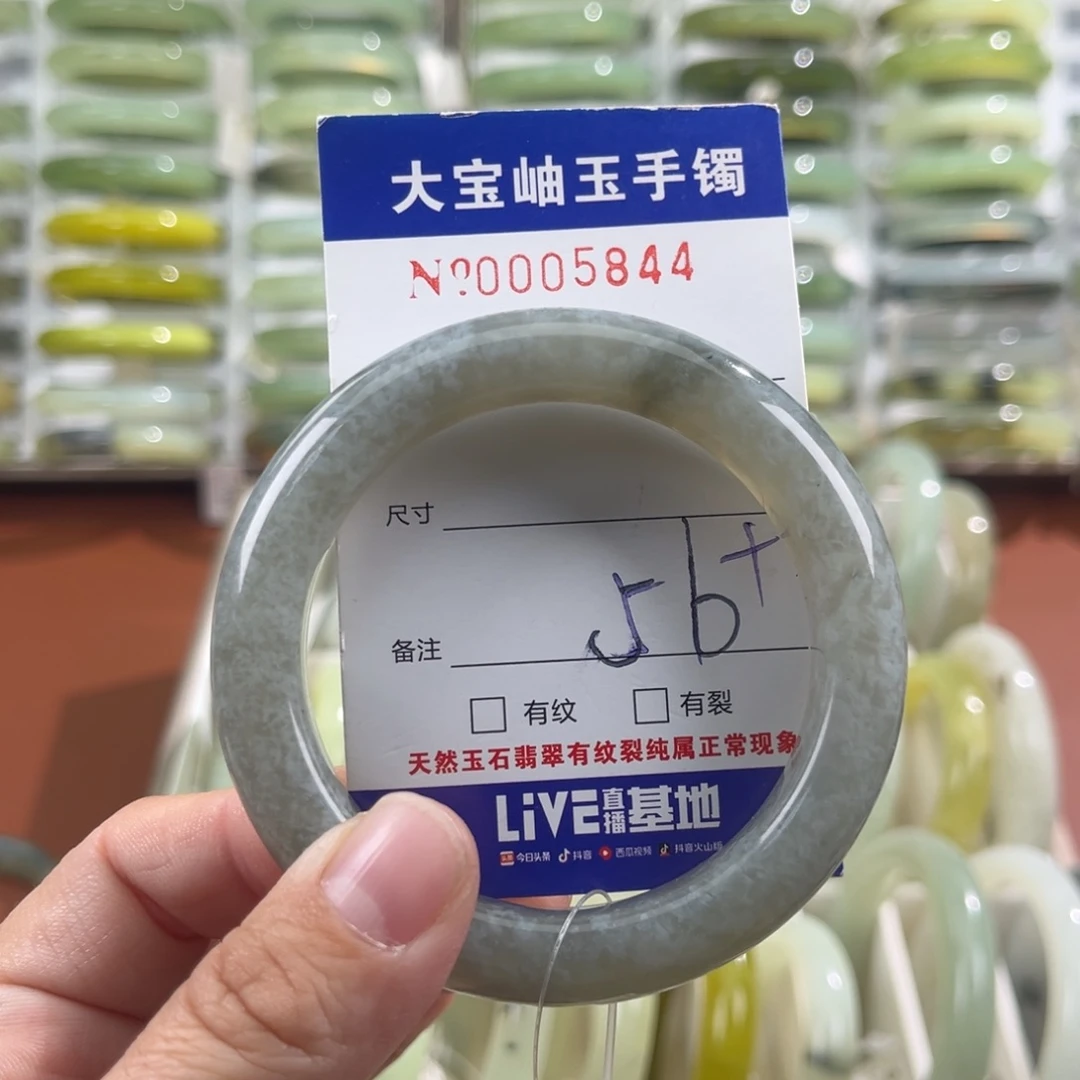 大宝岫玉手镯
Nº0005844
尺寸
56+
备注
有纹 有裂
天然玉石翡翠有纹裂纯属正常现象
LiVE直播基地
今日头条 抖音 西瓜视频 抖音火山版